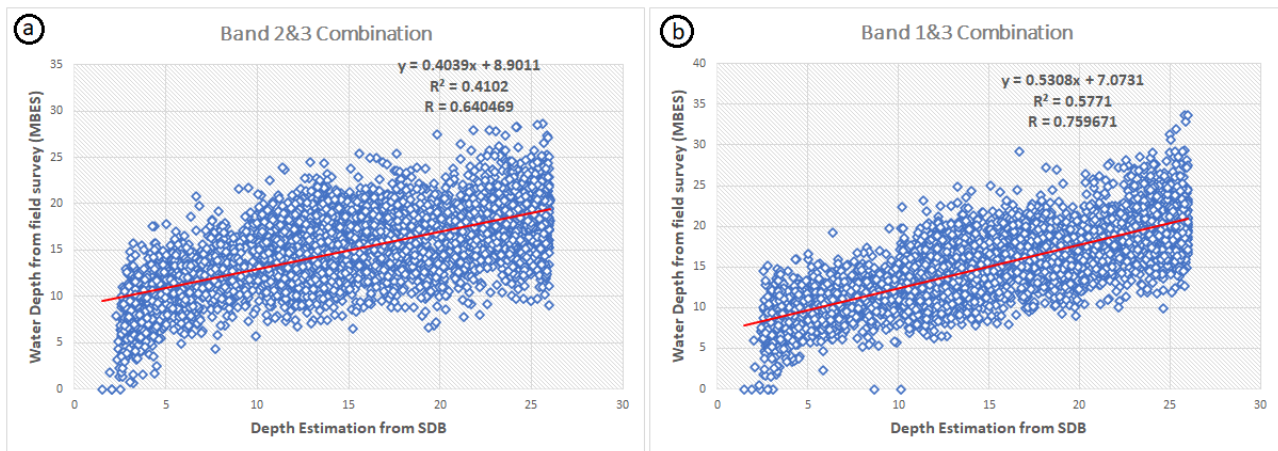 a
Band 2&3 Combination
y = 0.4039x + 8.9011
R² = 0.4102
R = 0.640469
Water Depth from field survey (MBES)
35
30
25
20
15
10
5
0
0 5 10 15 20 25 30
Depth Estimation from SDB
b
Band 1&3 Combination
y = 0.5308x + 7.0731
R² = 0.5771
R = 0.759671
Water Depth from field survey (MBES)
40
35
30
25
20
15
10
5
0
0 5 10 15 20 25 30
Depth Estimation from SDB